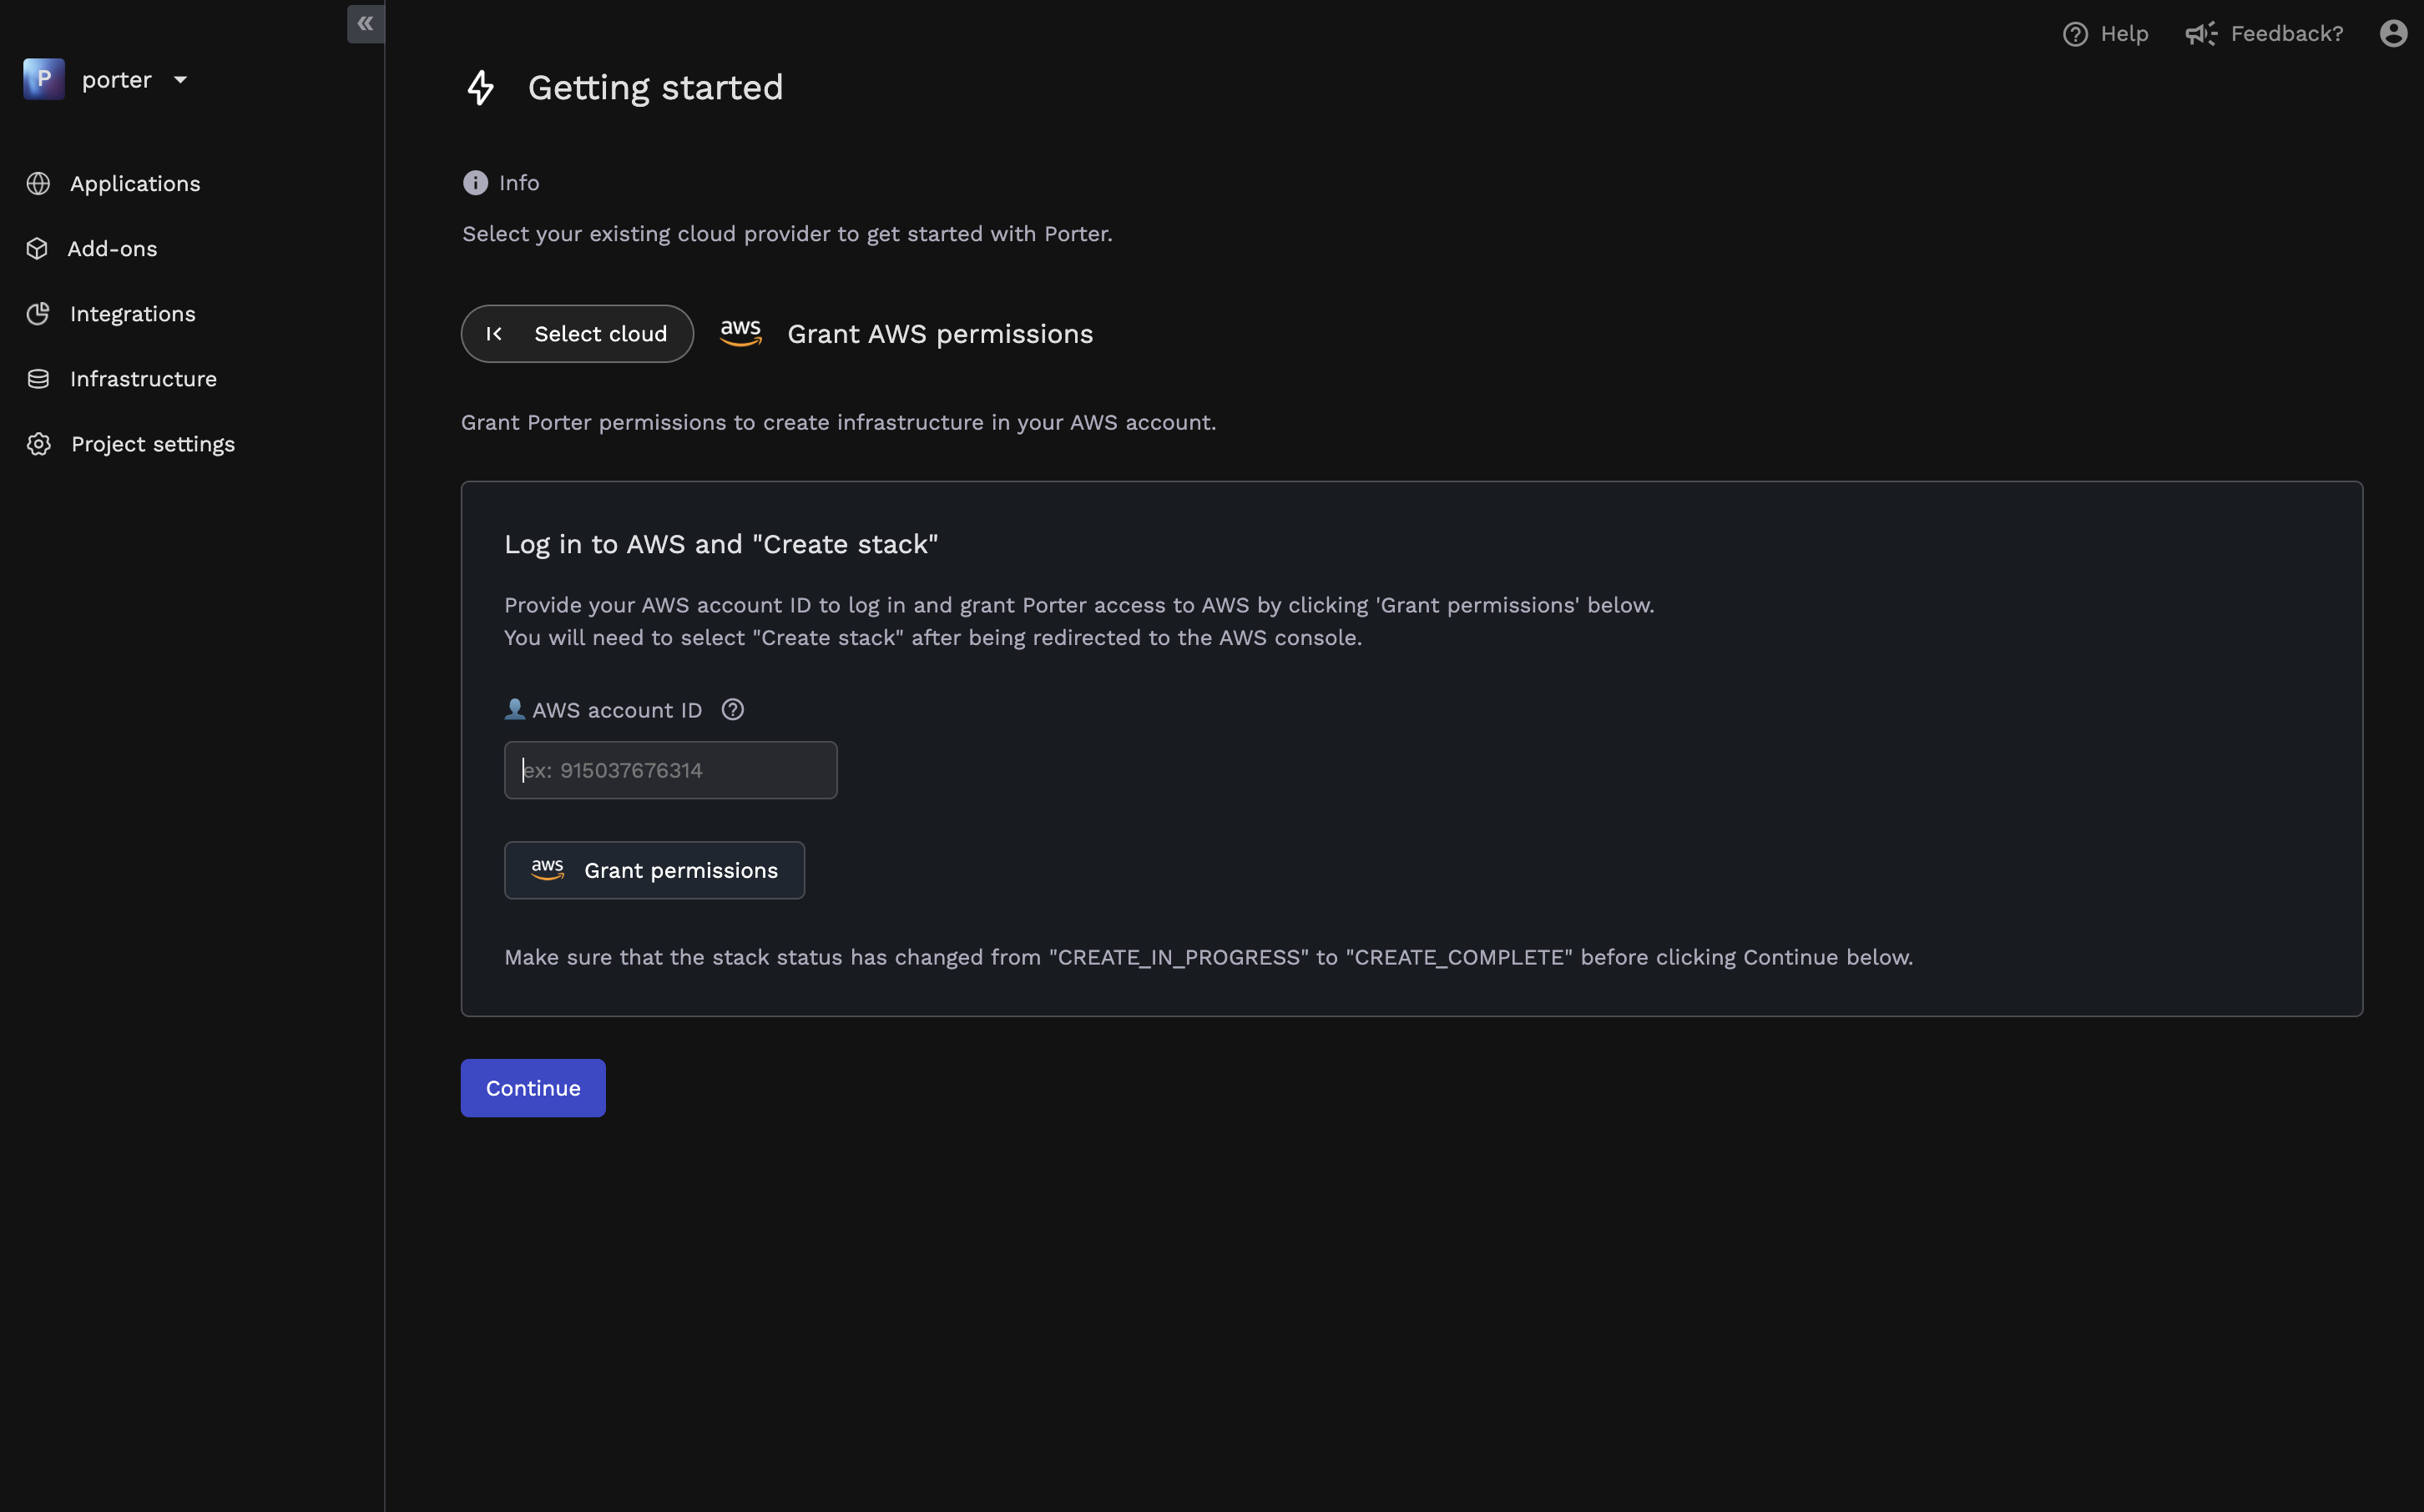 P porter
Help
Feedback?
Getting started
Applications
Add-ons
Integrations
Infrastructure
Project settings
Info
Select your existing cloud provider to get started with Porter.
Select cloud
aws Grant AWS permissions
Grant Porter permissions to create infrastructure in your AWS account.
Log in to AWS and "Create stack"
Provide your AWS account ID to log in and grant Porter access to AWS by clicking 'Grant permissions' below.
You will need to select "Create stack" after being redirected to the AWS console.
AWS account ID
ex: 915037676314
aws Grant permissions
Make sure that the stack status has changed from "CREATE_IN_PROGRESS" to "CREATE_COMPLETE" before clicking Continue below.
Continue